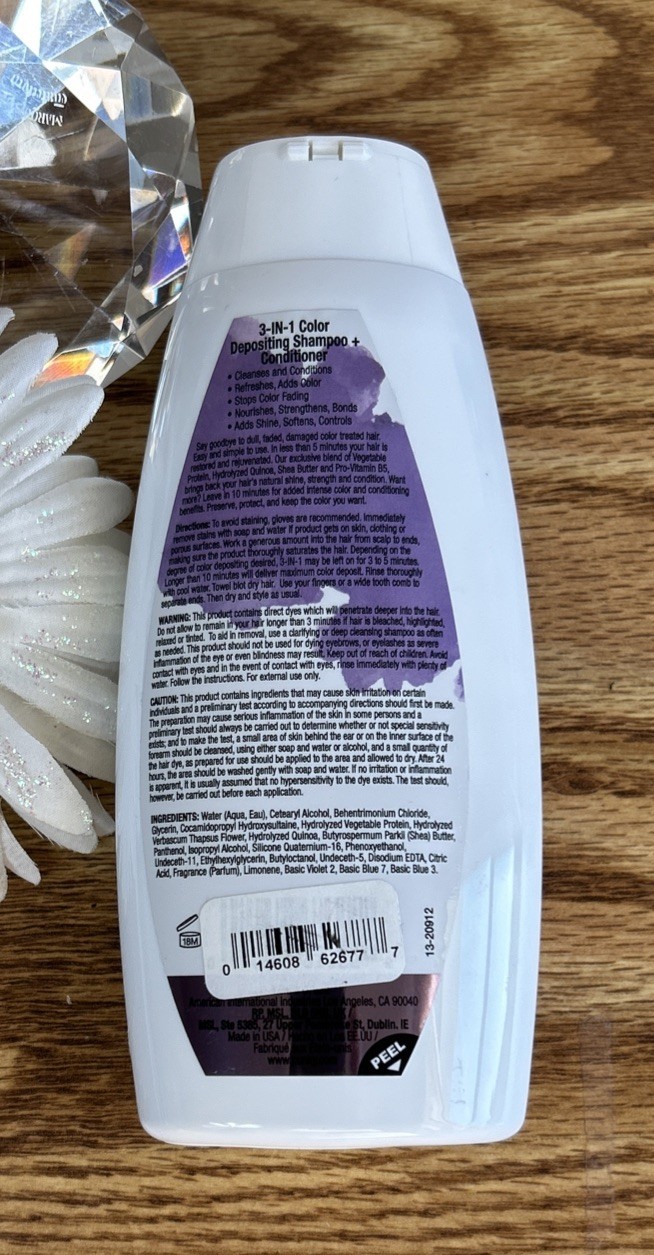 3-IN-1 Color
Depositing Shampoo +
Conditioner
• Cleanses and Conditions
• Refreshes, Adds Color
• Stops Color Fading
• Nourishes, Strengthens, Bonds
• Adds Shine, Softens, Controls
Say goodbye to dull, faded, damaged color treated hair.
Easy and simple to use. In less than 5 minutes your hair is
restored and rejuvenated. Our exclusive blend of Vegetable
Protein, Hydrolyzed Quinoa, Shea Butter and Pro-Vitamin B5,
brings back your hair's natural shine, strength and condition. Want
more? Leave in 10 minutes for added intense color and conditioning
benefits. Preserve, protect, and keep the color you want.
Directions: To avoid staining, gloves are recommended. Immediately
remove stains with soap and water if product gets on skin, clothing or
porous surfaces. Work a generous amount into the hair from scalp to ends,
making sure the product thoroughly saturates the hair. Depending on the
degree of color depositing desired, 3-IN-1 may be left on for 3 to 5 minutes.
Longer than 10 minutes will deliver maximum color deposit. Rinse thoroughly
with cool water. Towel blot dry hair. Use your fingers or a wide tooth comb to
separate ends. Then dry and style as usual.
WARNING: This product contains direct dyes which will penetrate deeper into the hair.
Do not allow to remain in your hair longer than 3 minutes if hair is bleached, highlighted,
relaxed or tinted. To aid in removal, use a clarifying or deep cleansing shampoo as often
as needed. This product should not be used for dying eyebrows, or eyelashes as severe
inflammation of the eye or even blindness may result. Keep out of reach of children. Avoid
contact with eyes and in the event of contact with eyes, rinse immediately with plenty of
water. Follow the instructions. For external use only.
CAUTION: This product contains ingredients that may cause skin irritation on certain
individuals and a preliminary test according to accompanying directions should first be made.
The preparation may cause serious inflammation of the skin in some persons and a
preliminary test should always be carried out to determine whether or not special sensitivity
exists; and to make the test, a small area of skin behind the ear or on the inner surface of the
forearm should be cleansed, using either soap and water or alcohol, and a small quantity of
the hair dye, as prepared for use should be applied to the area and allowed to dry. After 24
hours, the area should be washed gently with soap and water. If no irritation or inflammation
is apparent, it is usually assumed that no hypersensitivity to the dye exists. The test should,
however, be carried out before each application.
INGREDIENTS: Water (Aqua, Eau), Cetearyl Alcohol, Behentrimonium Chloride,
Glycerin, Cocamidopropyl Hydroxysultaine, Hydrolyzed Vegetable Protein, Hydrolyzed
Verbascum Thapsus Flower, Hydrolyzed Quinoa, Butyrospermum Parkii (Shea) Butter,
Panthenol, Isopropyl Alcohol, Silicone Quaternium-16, Phenoxyethanol,
Undeceth-11, Ethylhexylglycerin, Butyloctanol, Undeceth-5, Disodium EDTA, Citric
Acid, Fragrance (Parfum), Limonene, Basic Violet 2, Basic Blue 7, Basic Blue 3.
18M
0 14608 62677 7
13-20912
American International Angeles, CA 90040
RP. MSL,
MSL, Ste 5385, 27 Upper St, Dublin. IE
Made in USA / EE.UU /
Fabriqué
www.
PEEL